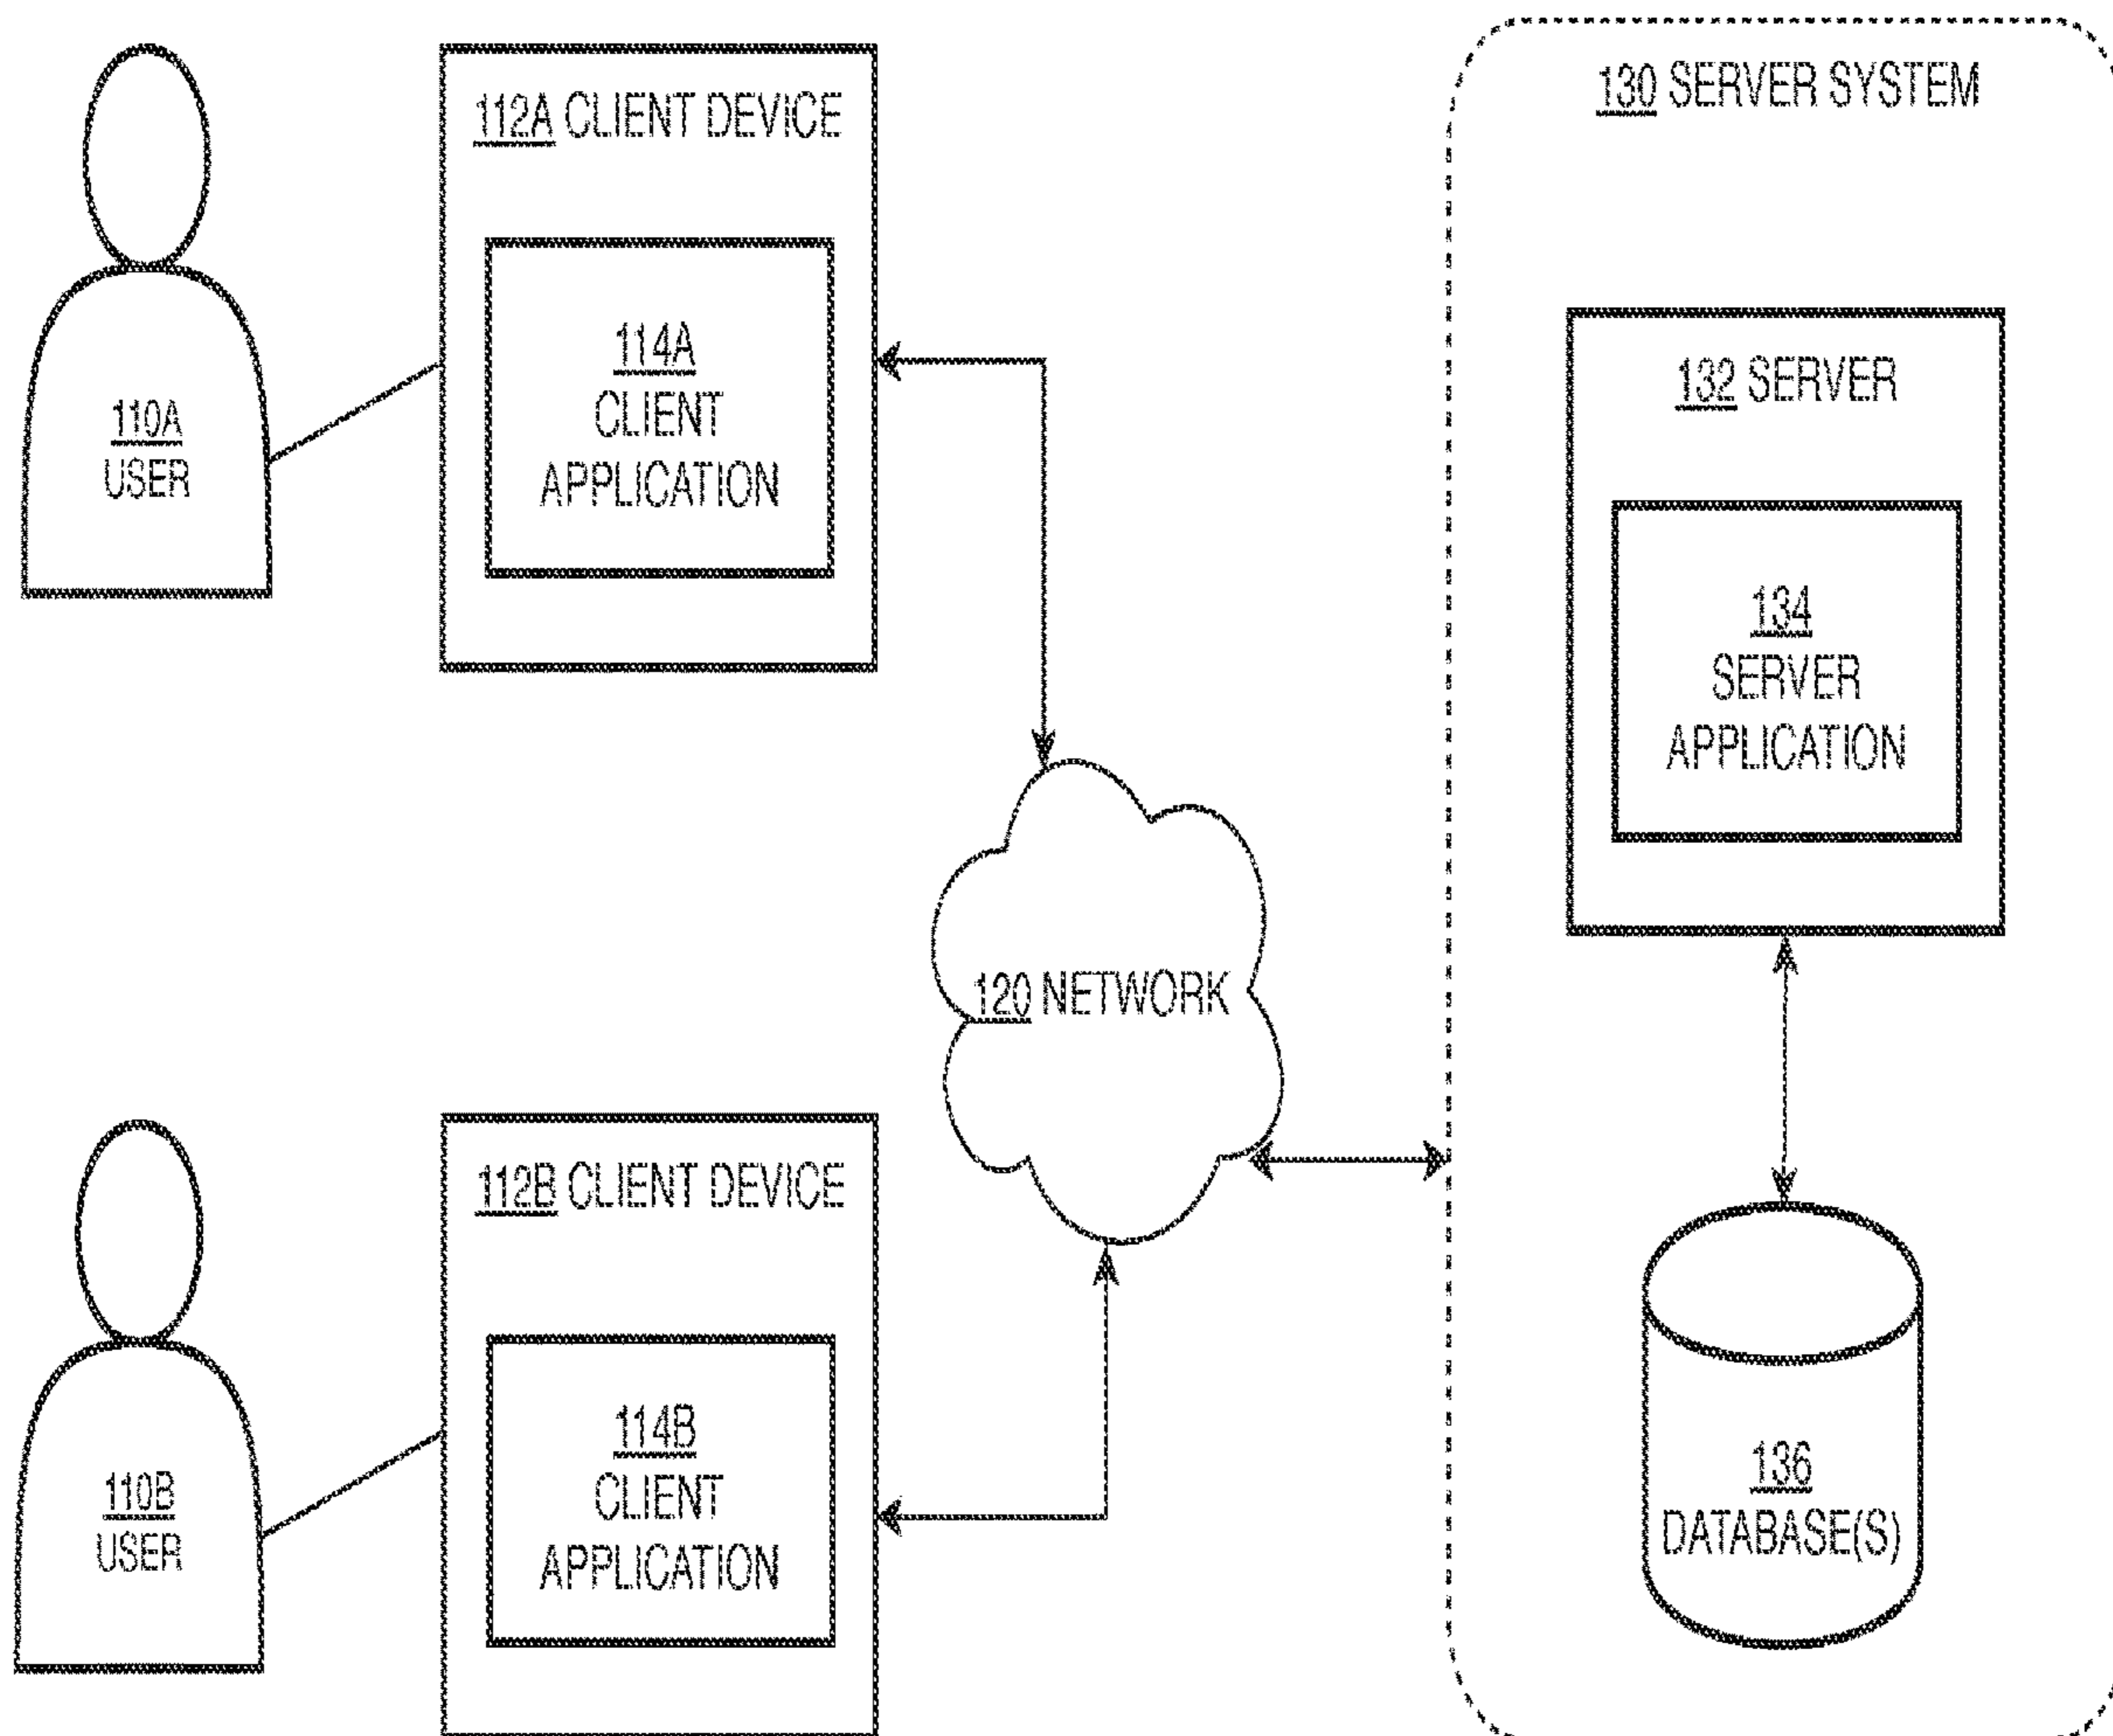 110A
USER
112A CLIENT DEVICE
114A
CLIENT
APPLICATION
120 NETWORK
110B
USER
112B CLIENT DEVICE
114B
CLIENT
APPLICATION
130 SERVER SYSTEM
132 SERVER
134
SERVER
APPLICATION
136
DATABASE(S)